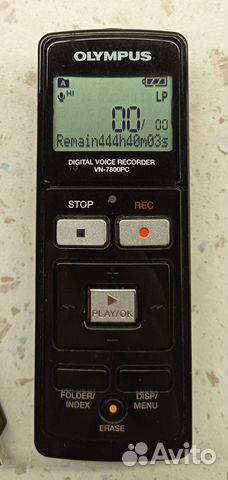 OLYMPUS
A
HI LP
00/ 00
Remain444h40m03s
DIGITAL VOICE RECORDER
VN-7800PC
STOP REC
+
PLAY/OK
−
FOLDER/ DISP/
INDEX MENU
ERASE
Avito